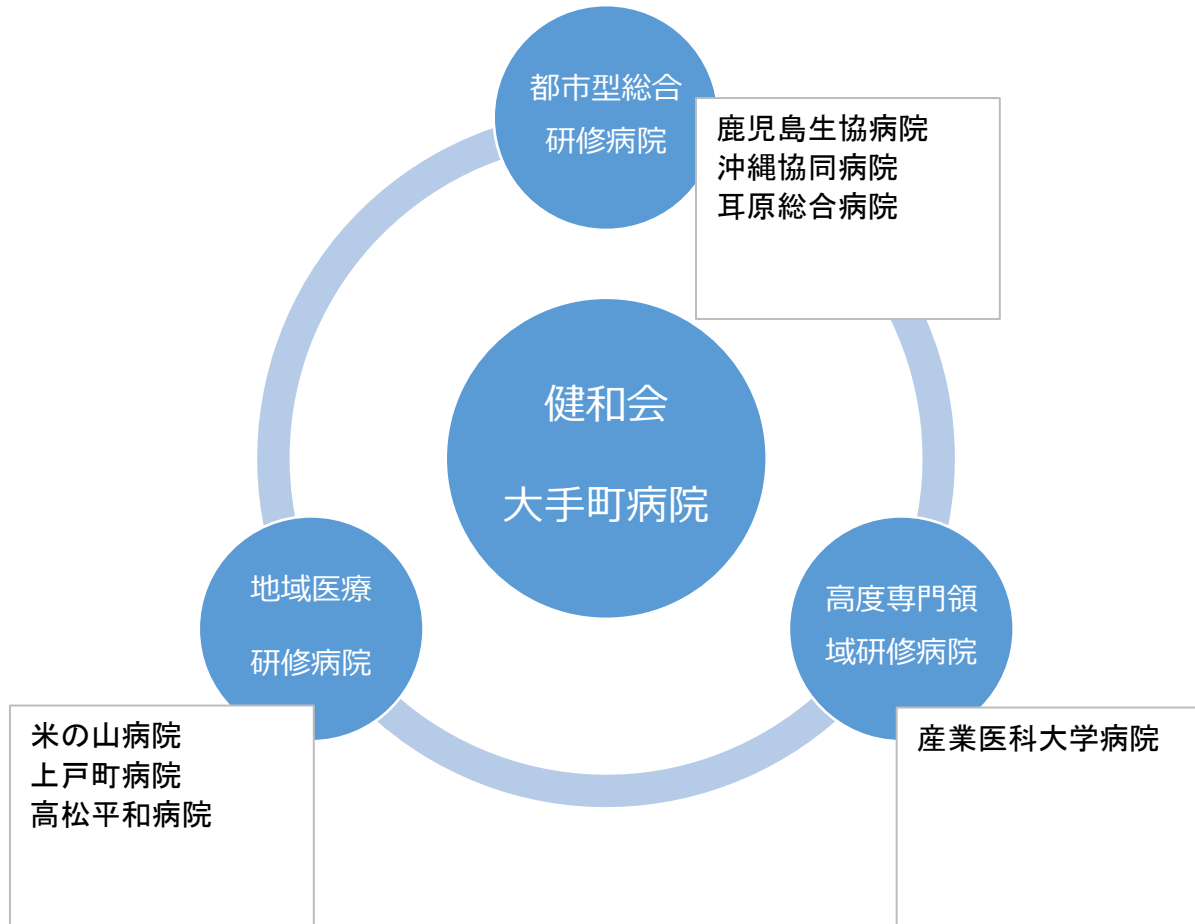 都市型総合
研修病院
鹿児島生協病院
沖縄協同病院
耳原総合病院
健和会
大手町病院
地域医療
研修病院
高度専門領
域研修病院
米の山病院
上戸町病院
高松平和病院
産業医科大学病院